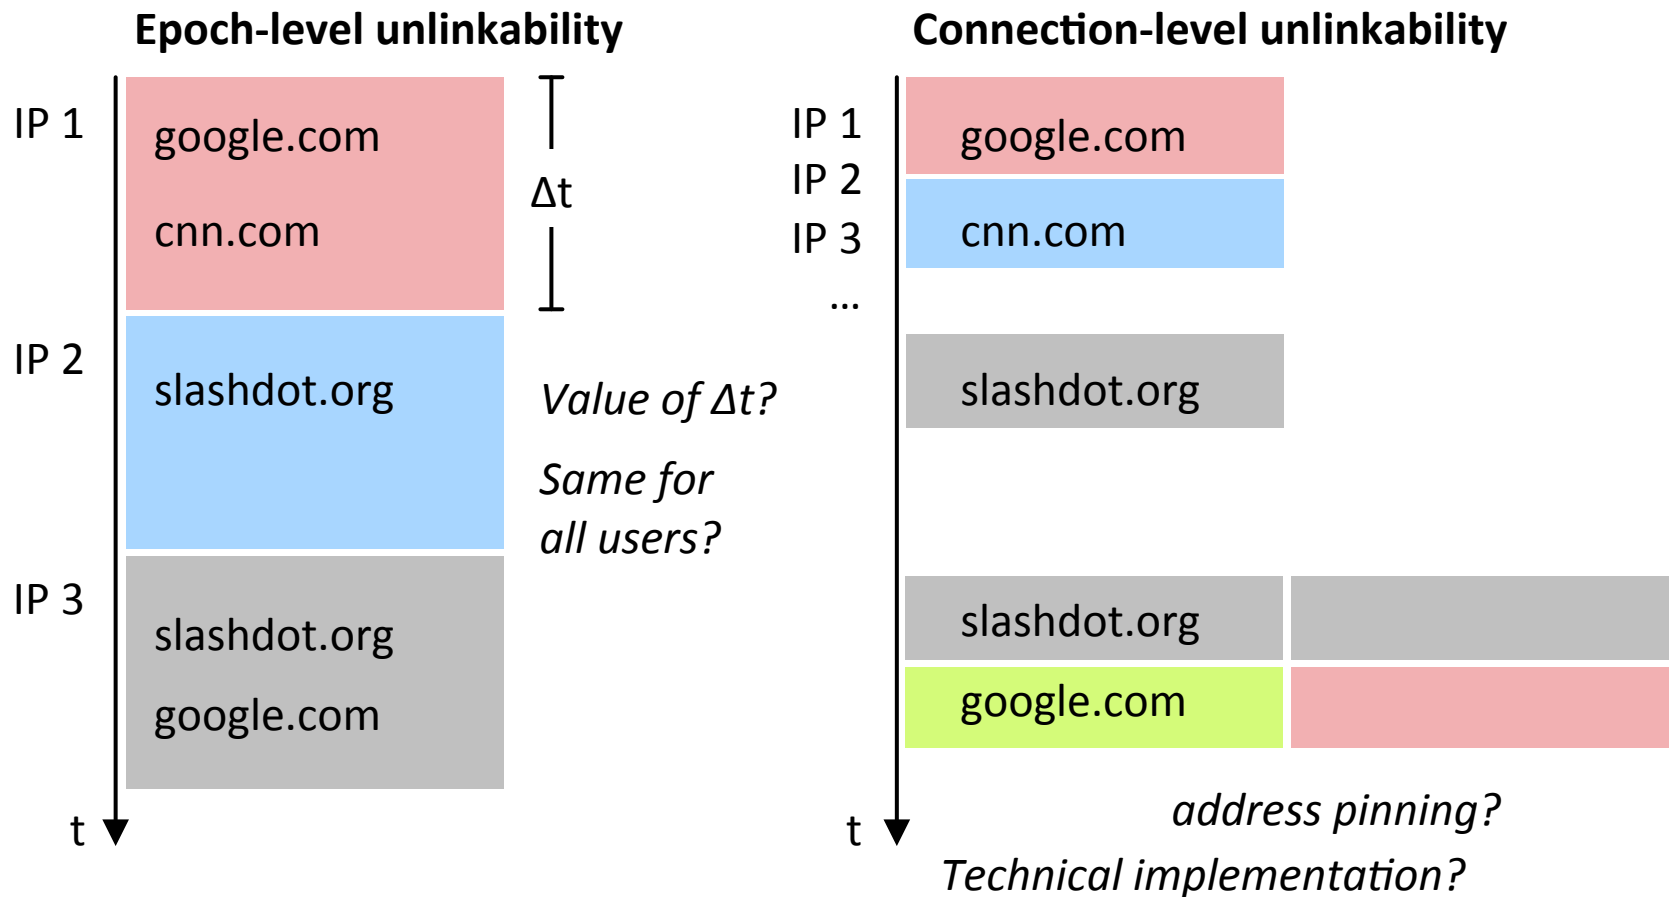 Epoch-level unlinkability
IP 1
google.com
cnn.com
Δt
IP 2
slashdot.org
Value of Δt?
Same for
all users?
IP 3
slashdot.org
google.com
t
Connection-level unlinkability
IP 1
google.com
IP 2
cnn.com
IP 3
...
slashdot.org
slashdot.org
google.com
address pinning?
t
Technical implementation?